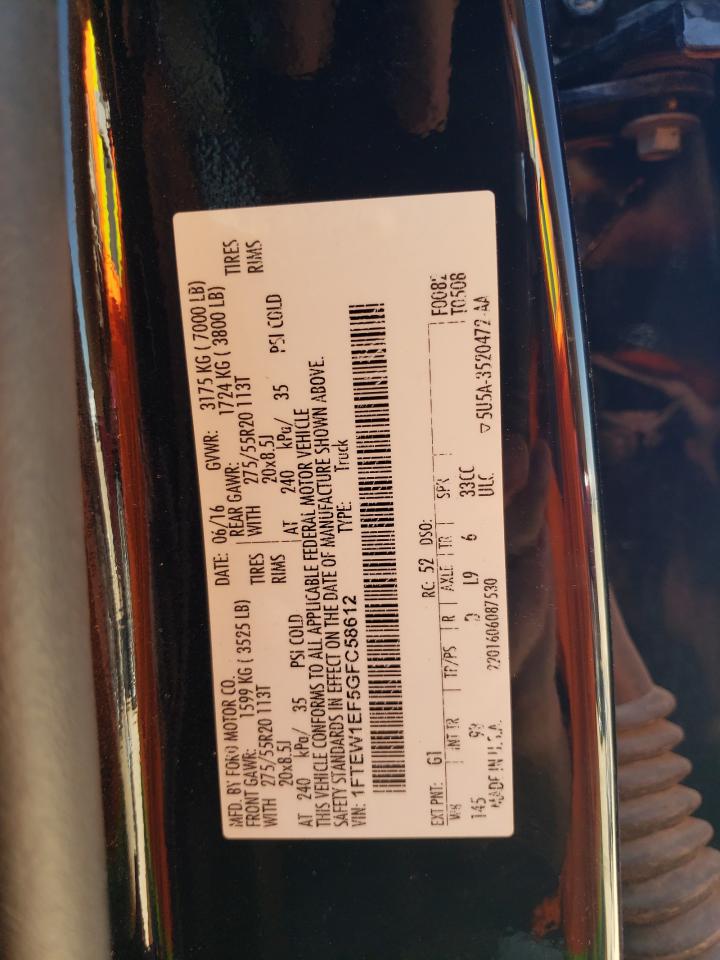 MFD. BY FORD MOTOR CO. DATE: 06/16 GVWR: 3175 KG ( 7000 LB)
FRONT GAWR: 1599 KG ( 3525 LB) REAR GAWR: 1724 KG ( 3800 LB)
WITH 275/55R20 113T TIRES WITH 275/55R20 113T TIRES
20x8.5J RIMS 20x8.5J RIMS
AT 240 kPa/ 35 PSI COLD AT 240 kPa/ 35 PSI COLD
THIS VEHICLE CONFORMS TO ALL APPLICABLE FEDERAL MOTOR VEHICLE
SAFETY STANDARDS IN EFFECT ON THE DATE OF MANUFACTURE SHOWN ABOVE.
VIN: 1FTEW1EF5GFC58612 TYPE: Truck
EXT PNT: G1 RC: 52 DSO: F0082
WB INT TR TP/PS R AXLE TR SPR T0508
145 L9 6 33CC
MADE IN U.S.A. 2201606087530 ULC ▽5U5A-3520472-AA